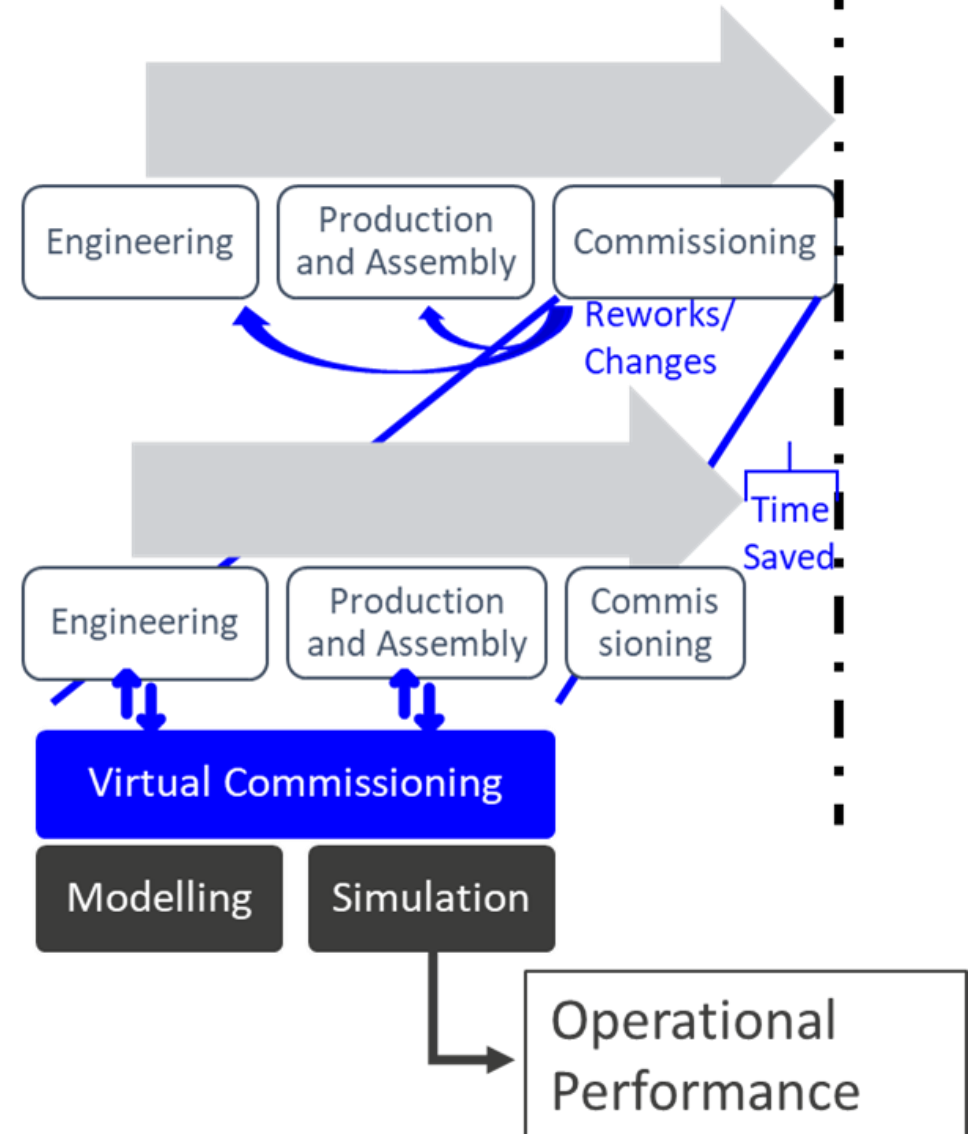 Engineering
Production
and Assembly
Commissioning
Reworks/
Changes
Time
Saved
Engineering
Production
and Assembly
Commis
sioning
Virtual Commissioning
Modelling
Simulation
Operational
Performance